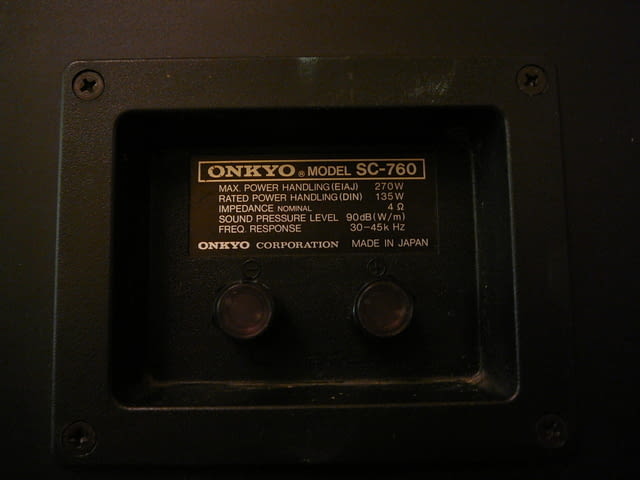 ONKYO® MODEL SC-760
MAX. POWER HANDLING(EIAJ) 270W
RATED POWER HANDLING(DIN) 135W
IMPEDANCE NOMINAL 4 Ω
SOUND PRESSURE LEVEL 90dB(W/m)
FREQ. RESPONSE 30-45k Hz
ONKYO CORPORATION MADE IN JAPAN
⊖ ⊕